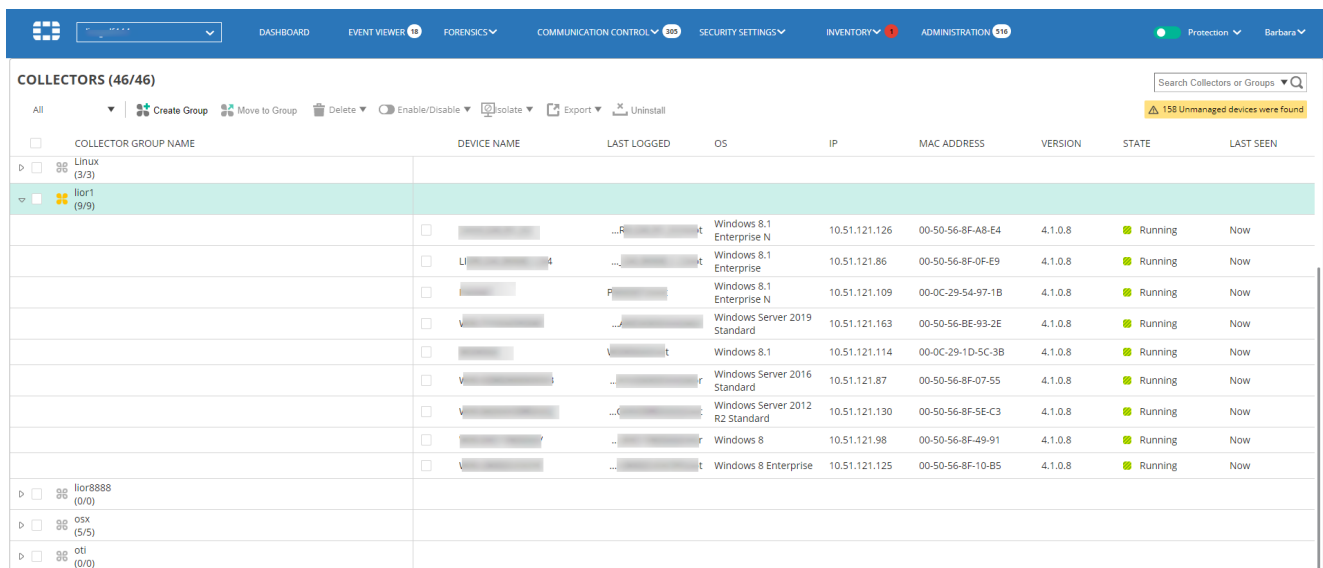 DASHBOARD EVENT VIEWER 18 FORENSICS COMMUNICATION CONTROL 305 SECURITY SETTINGS INVENTORY 1 ADMINISTRATION 516 Protection Barbara
COLLECTORS (46/46)
Search Collectors or Groups
All Create Group Move to Group Delete Enable/Disable Isolate Export Uninstall
158 Unmanaged devices were found
COLLECTOR GROUP NAME DEVICE NAME LAST LOGGED OS IP MAC ADDRESS VERSION STATE LAST SEEN
Linux
(3/3)
lior1
(9/9)
Windows 8.1
Enterprise N
10.51.121.126 00-50-56-8F-A8-E4 4.1.0.8 Running Now
Windows 8.1
Enterprise
10.51.121.86 00-50-56-8F-0F-E9 4.1.0.8 Running Now
Windows 8.1
Enterprise N
10.51.121.109 00-0C-29-54-97-1B 4.1.0.8 Running Now
Windows Server 2019
Standard
10.51.121.163 00-50-56-BE-93-2E 4.1.0.8 Running Now
Windows 8.1 10.51.121.114 00-0C-29-1D-5C-3B 4.1.0.8 Running Now
Windows Server 2016
Standard
10.51.121.87 00-50-56-8F-07-55 4.1.0.8 Running Now
Windows Server 2012
R2 Standard
10.51.121.130 00-50-56-8F-5E-C3 4.1.0.8 Running Now
Windows 8 10.51.121.98 00-50-56-8F-49-91 4.1.0.8 Running Now
Windows 8 Enterprise 10.51.121.125 00-50-56-8F-10-B5 4.1.0.8 Running Now
lior8888
(0/0)
osx
(5/5)
oti
(0/0)